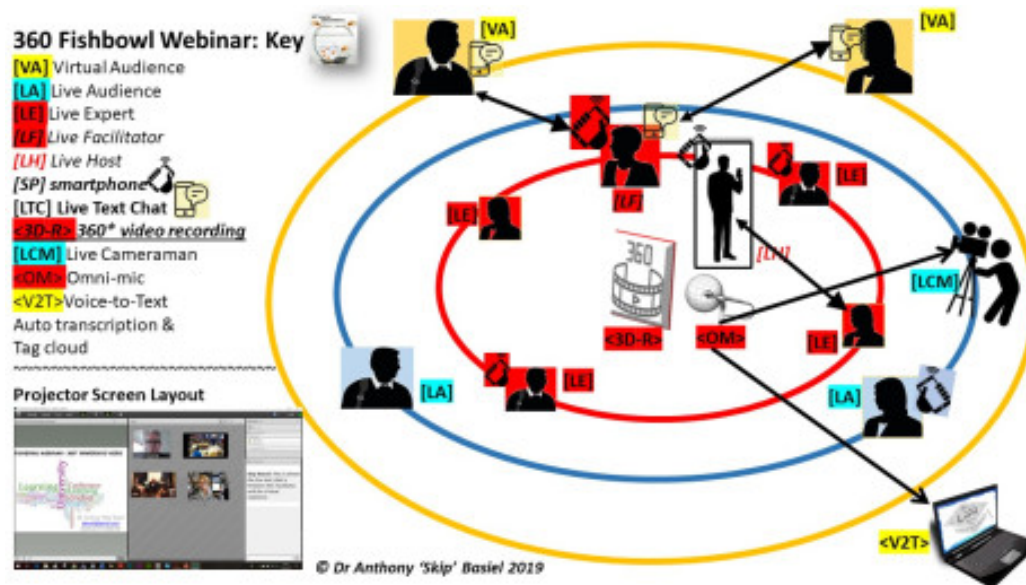 360 Fishbowl Webinar: Key
[VA] Virtual Audience
[LA] Live Audience
[LE] Live Expert
[LF] Live Facilitator
[LH] Live Host
[SP] smartphone
[LTC] Live Text Chat
<3D-R> 360° video recording
[LCM] Live Cameraman
<OM> Omni-mic
<V2T>Voice-to-Text
Auto transcription &
Tag cloud
Projector Screen Layout
Learning
University
[VA]
[VA]
[LE]
[LF]
[LE]
[LH]
360
[LCM]
<3D-R>
<OM>
[LE]
[LA]
[LE]
[LA]
<V2T>
© Dr Anthony 'Skip' Basiel 2019